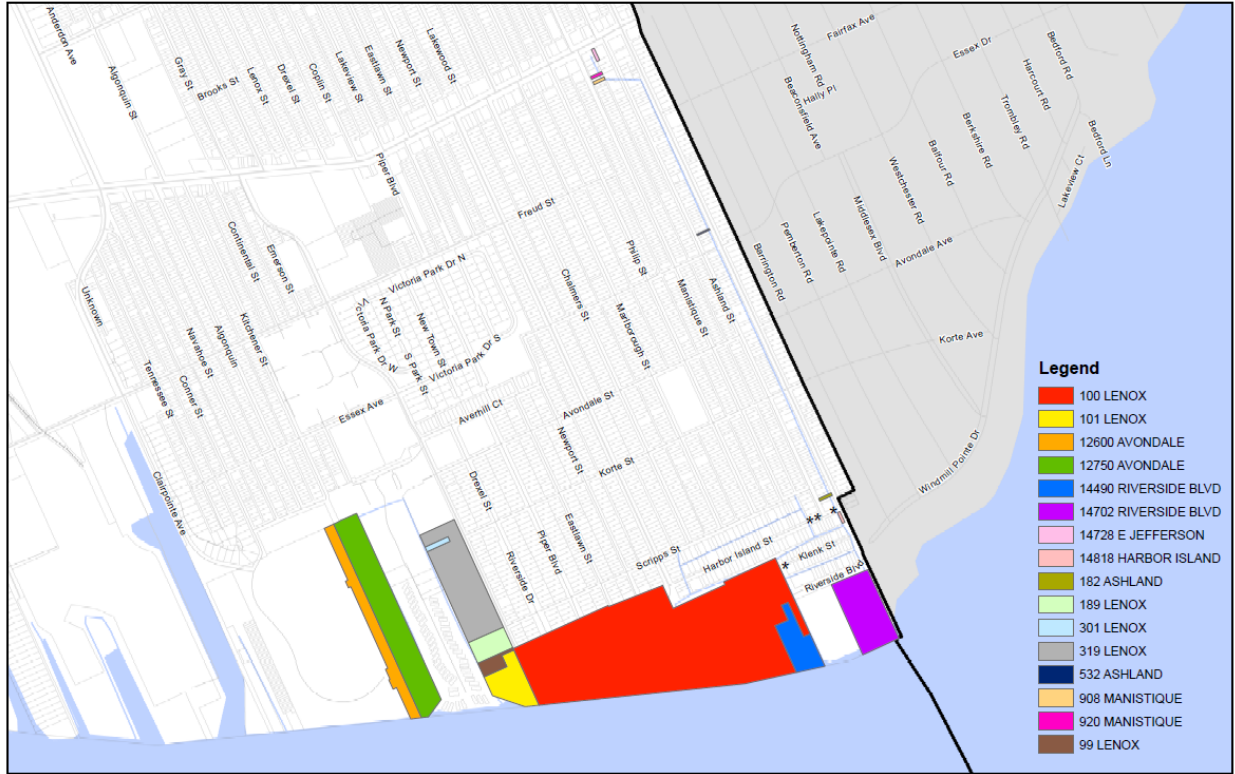 Anderdon Ave
Algonquin St
Gray St
Brooks St
Lenox St
Drexel St
Coplin St
Lakeview St
Eastlawn St
Newport St
Lakewood St
Nottingham Rd
Fairfax Ave
Essex Dr
Bedford Rd
Harcourt Rd
Trombley Rd
Hally Pl
Beaconsfield Ave
Berkshire Rd
Balfour Rd
Westchester Rd
Bedford Ln
Lakeview Ct
Piper Blvd
Freud St
Middlesex Blvd
Lakepointe Rd
Pemberton Rd
Barrington Rd
Avondale Ave
Continental St
Emerson St
Unknown
Victoria Park Dr N
Philip St
Chalmers St
Manistique St
Ashland St
Marlborough St
N Park St
Victoria Park Dr W
New Town St
S Park St
Victoria Park Dr S
Kitchener St
Algonquin
Navahoe St
Conner St
Tennessee St
Korte Ave
Essex Ave
Averhill Ct
Avondale St
Newport St
Korte St
Windmill Pointe Dr
Clairpointe Ave
Drexel St
Riverside Dr
Piper Blvd
Eastlawn St
Scripps St
Harbor Island St
Klenk St
Riverside Blvd
* * *
*
Legend
100 LENOX
101 LENOX
12600 AVONDALE
12750 AVONDALE
14490 RIVERSIDE BLVD
14702 RIVERSIDE BLVD
14728 E JEFFERSON
14818 HARBOR ISLAND
182 ASHLAND
189 LENOX
301 LENOX
319 LENOX
532 ASHLAND
908 MANISTIQUE
920 MANISTIQUE
99 LENOX